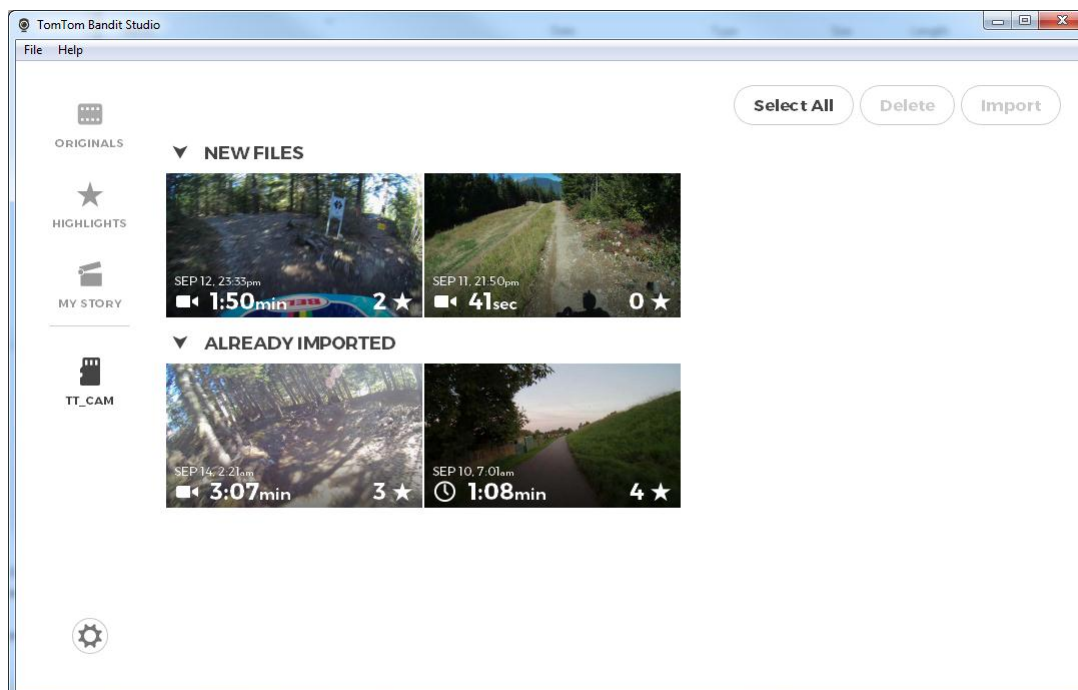 TomTom Bandit Studio
File Help
Select All Delete Import
ORIGINALS
HIGHLIGHTS
MY STORY
TT_CAM
NEW FILES
SEP 12, 23:33pm
1:50min 2
SEP 11, 21:50pm
41sec 0
ALREADY IMPORTED
SEP 14, 2:21am
3:07min 3
SEP 10, 7:01am
1:08min 4